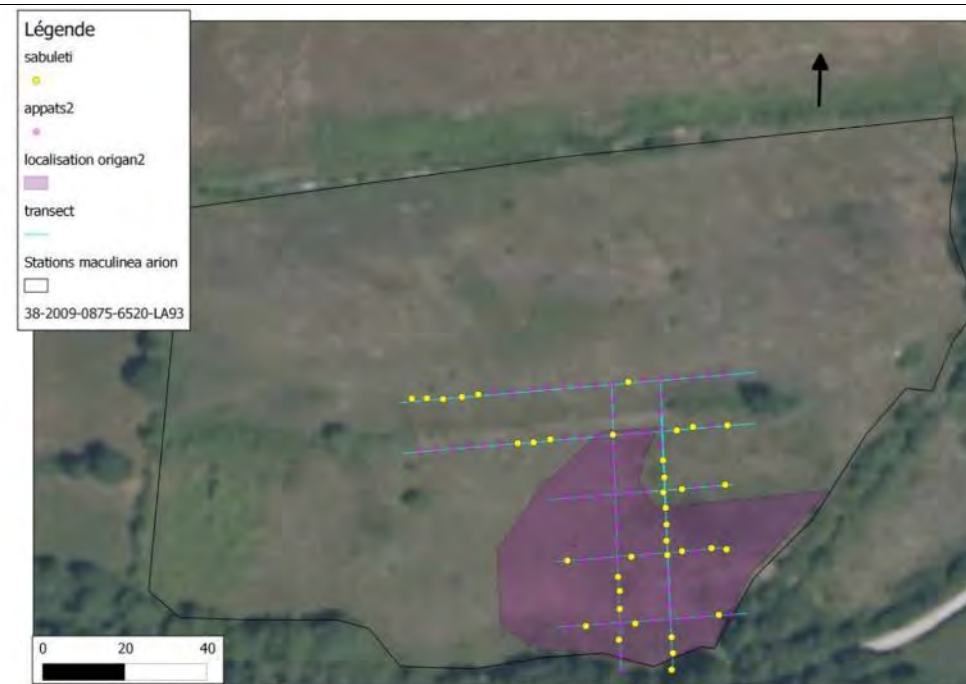 Légende
sabuleti
appats2
localisation origan2
transect
Stations maculinea arion
38-2009-0875-6520-LA93
0 20 40